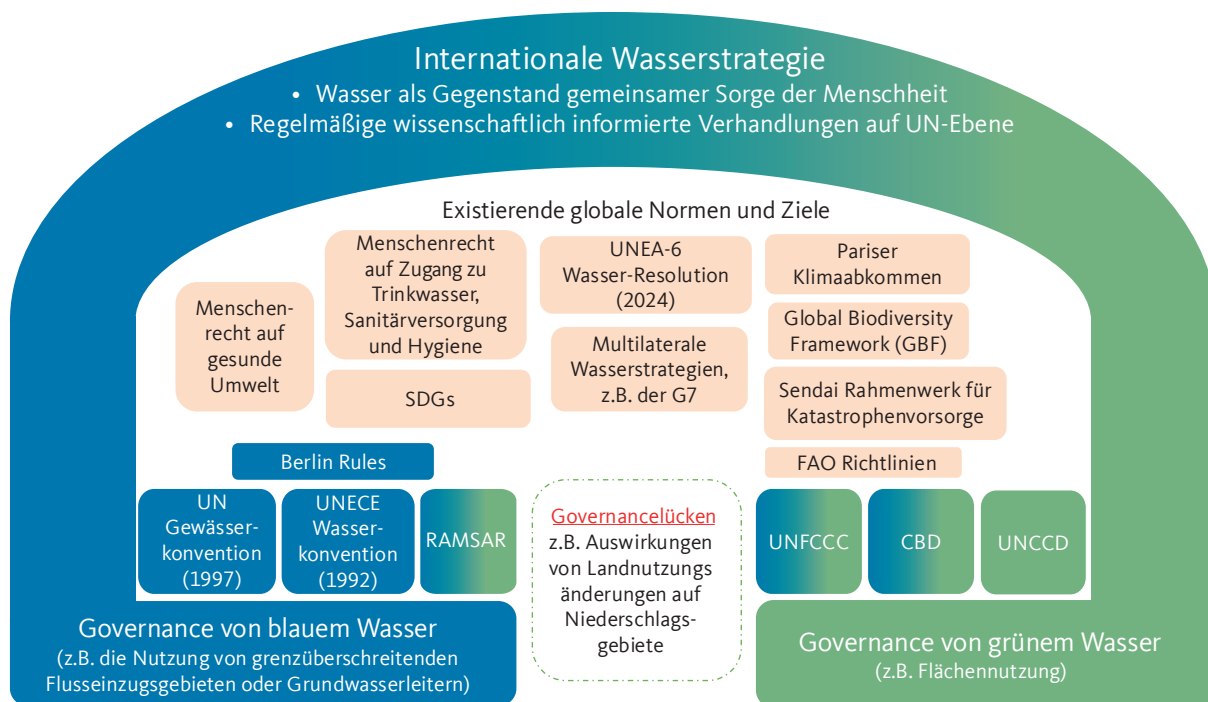 Internationale Wasserstrategie
• Wasser als Gegenstand gemeinsamer Sorge der Menschheit
• Regelmäßige wissenschaftlich informierte Verhandlungen auf UN-Ebene
Existierende globale Normen und Ziele
Menschen-
recht auf
gesunde
Umwelt
Menschenrecht
auf Zugang zu
Trinkwasser,
Sanitärversorgung
und Hygiene
SDGs
UNEA-6
Wasser-Resolution
(2024)
Multilaterale
Wasserstrategien,
z.B. der G7
Pariser
Klimaabkommen
Global Biodiversity
Framework (GBF)
Sendai Rahmenwerk für
Katastrophenvorsorge
FAO Richtlinien
Berlin Rules
UN
Gewässer-
konvention
(1997)
UNECE
Wasser-
konvention
(1992)
RAMSAR
Governancelücken
z.B. Auswirkungen
von Landnutzungs
änderungen auf
Niederschlags-
gebiete
UNFCCC
CBD
UNCCD
Governance von blauem Wasser
(z.B. die Nutzung von grenzüberschreitenden
Flusseinzugsgebieten oder Grundwasserleitern)
Governance von grünem Wasser
(z.B. Flächennutzung)